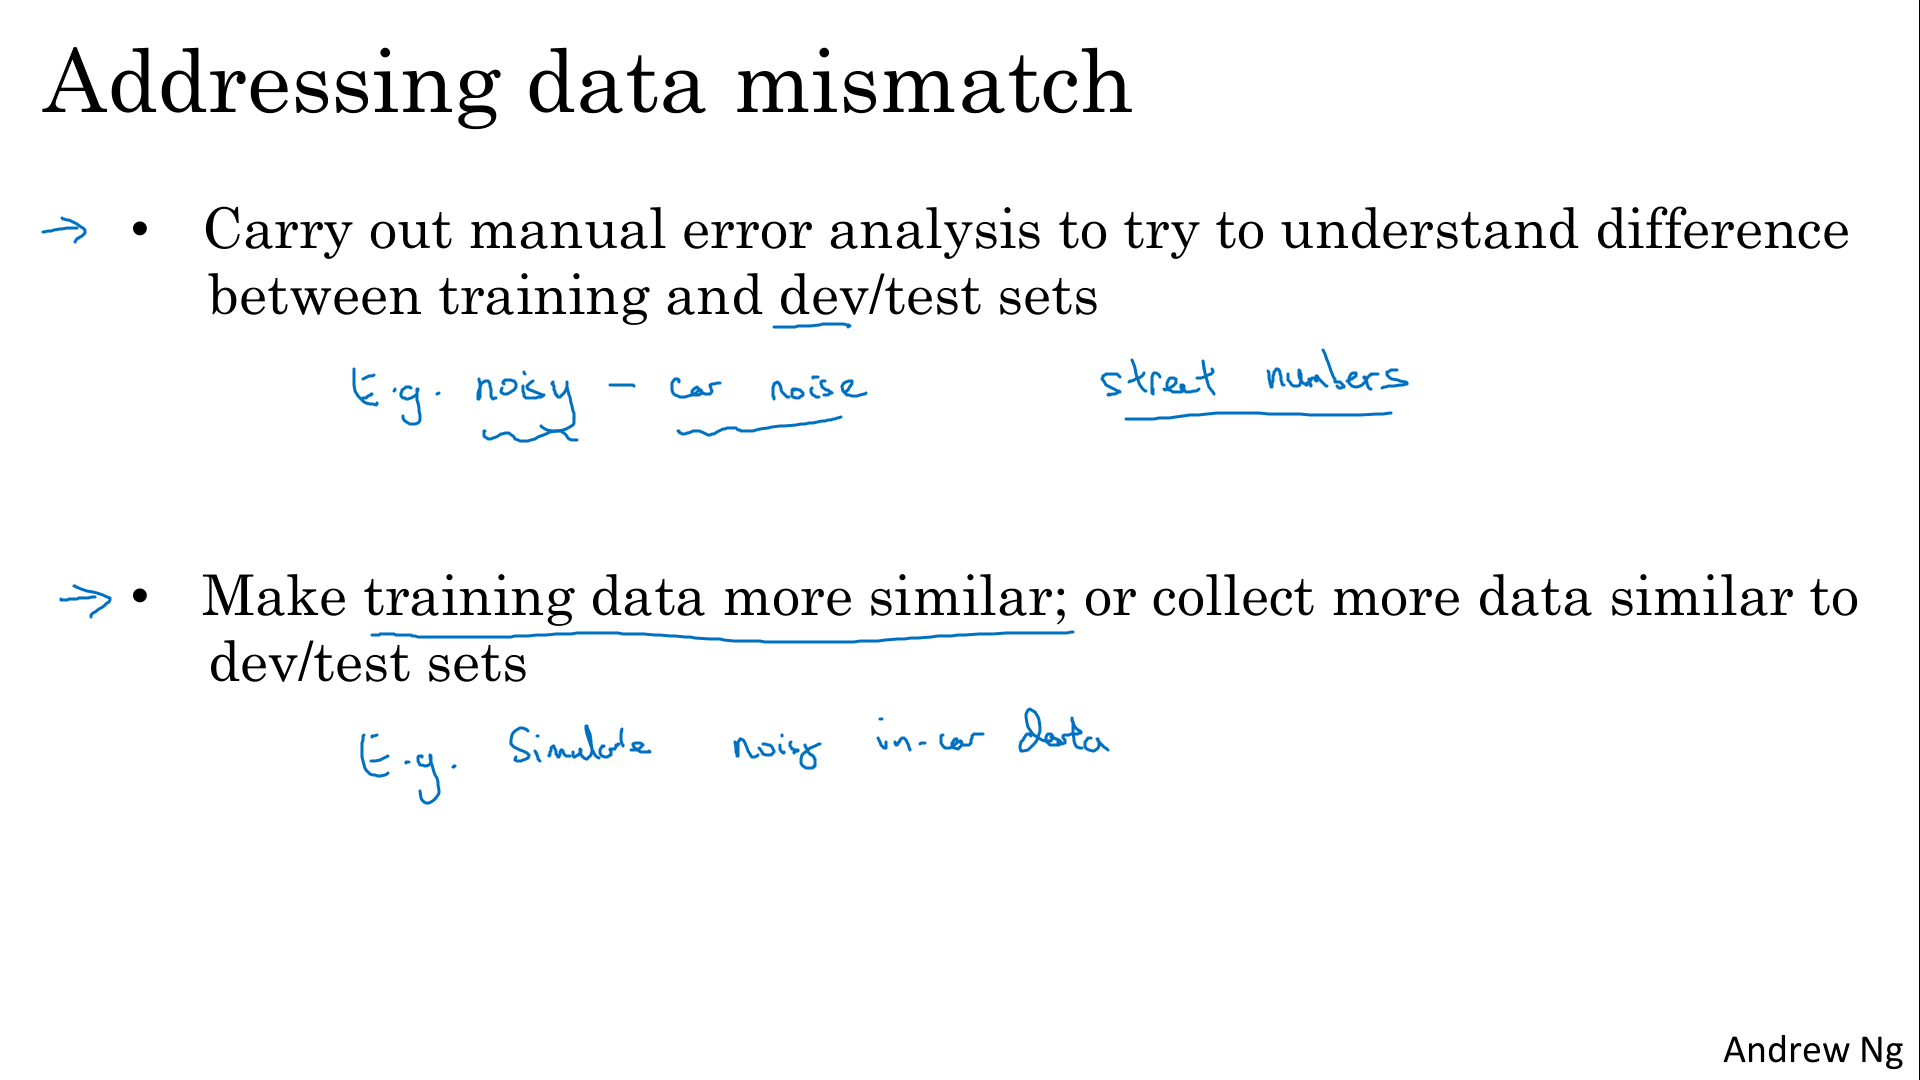 Addressing data mismatch
→ • Carry out manual error analysis to try to understand difference
between training and dev/test sets
E.g. noisy - car noise street numbers
→ • Make training data more similar; or collect more data similar to
dev/test sets
E.g. Simulate noisy in-car data
Andrew Ng